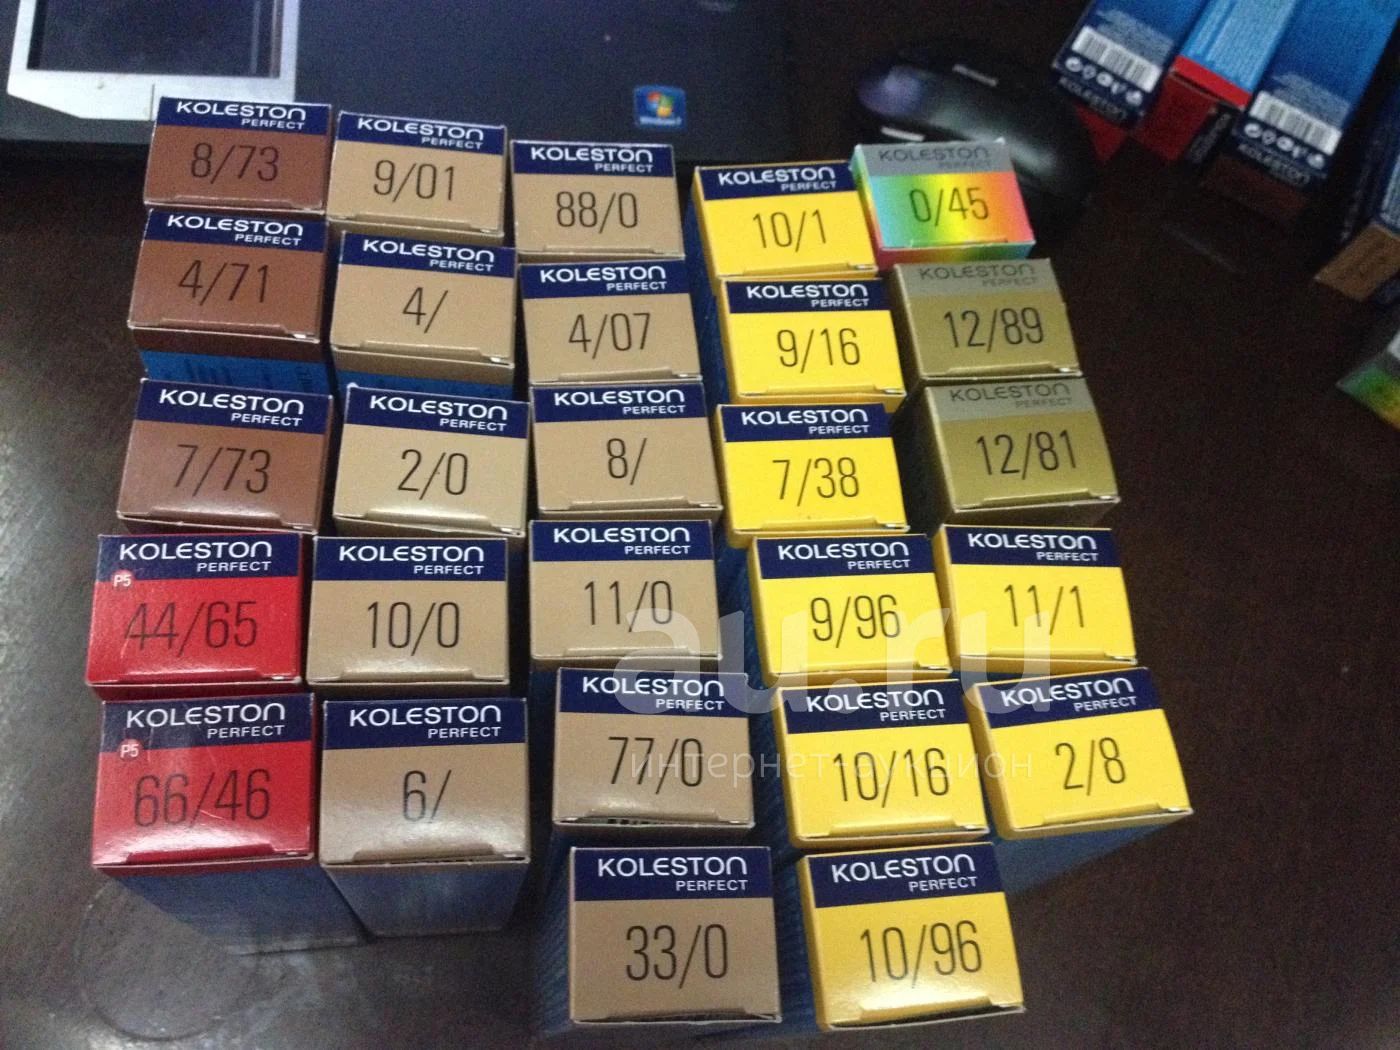 KOLESTON
PERFECT
8/73
KOLESTON
PERFECT
9/01
KOLESTON
PERFECT
88/0
KOLESTON
PERFECT
10/1
KOLESTON
PERFECT
0/45
KOLESTON
PERFECT
4/71
KOLESTON
PERFECT
4/
KOLESTON
PERFECT
4/07
KOLESTON
PERFECT
9/16
KOLESTON
PERFECT
12/89
KOLESTON
PERFECT
7/73
KOLESTON
PERFECT
2/0
KOLESTON
PERFECT
8/
KOLESTON
PERFECT
7/38
KOLESTON
PERFECT
12/81
KOLESTON
PERFECT
P5
44/65
KOLESTON
PERFECT
10/0
KOLESTON
PERFECT
11/0
KOLESTON
PERFECT
9/96
KOLESTON
PERFECT
11/1
KOLESTON
PERFECT
P5
66/46
KOLESTON
PERFECT
6/
KOLESTON
PERFECT
77/0
KOLESTON
PERFECT
10/16
KOLESTON
PERFECT
2/8
KOLESTON
PERFECT
33/0
KOLESTON
PERFECT
10/96
au.ru
интернет-аукцион